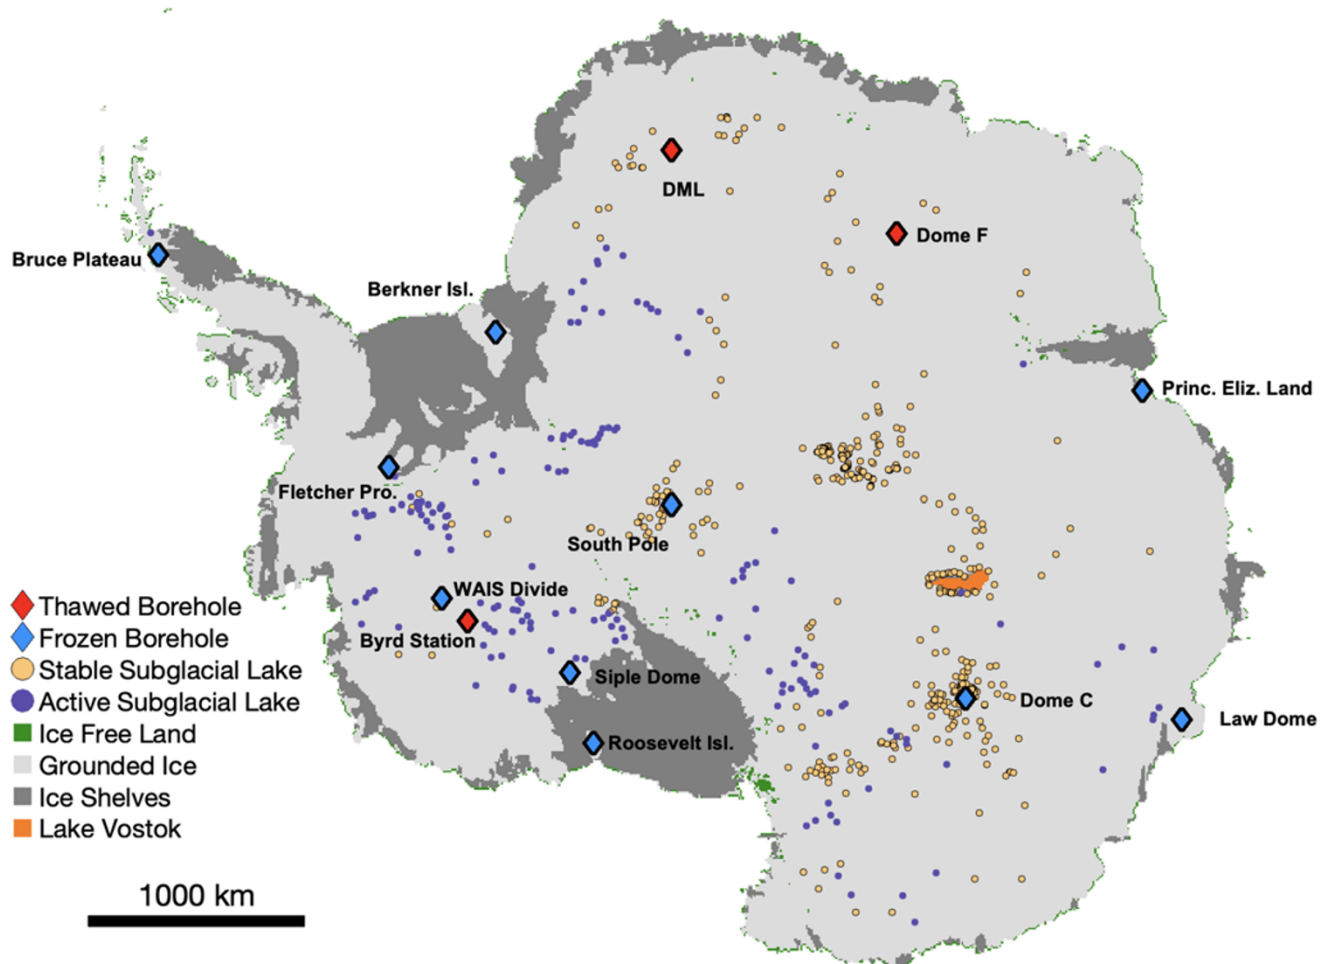 DML
Dome F
Bruce Plateau
Berkner Isl.
Princ. Eliz. Land
Fletcher Pro.
South Pole
WAIS Divide
Byrd Station
Siple Dome
Dome C
Law Dome
Roosevelt Isl.
Thawed Borehole
Frozen Borehole
Stable Subglacial Lake
Active Subglacial Lake
Ice Free Land
Grounded Ice
Ice Shelves
Lake Vostok
1000 km